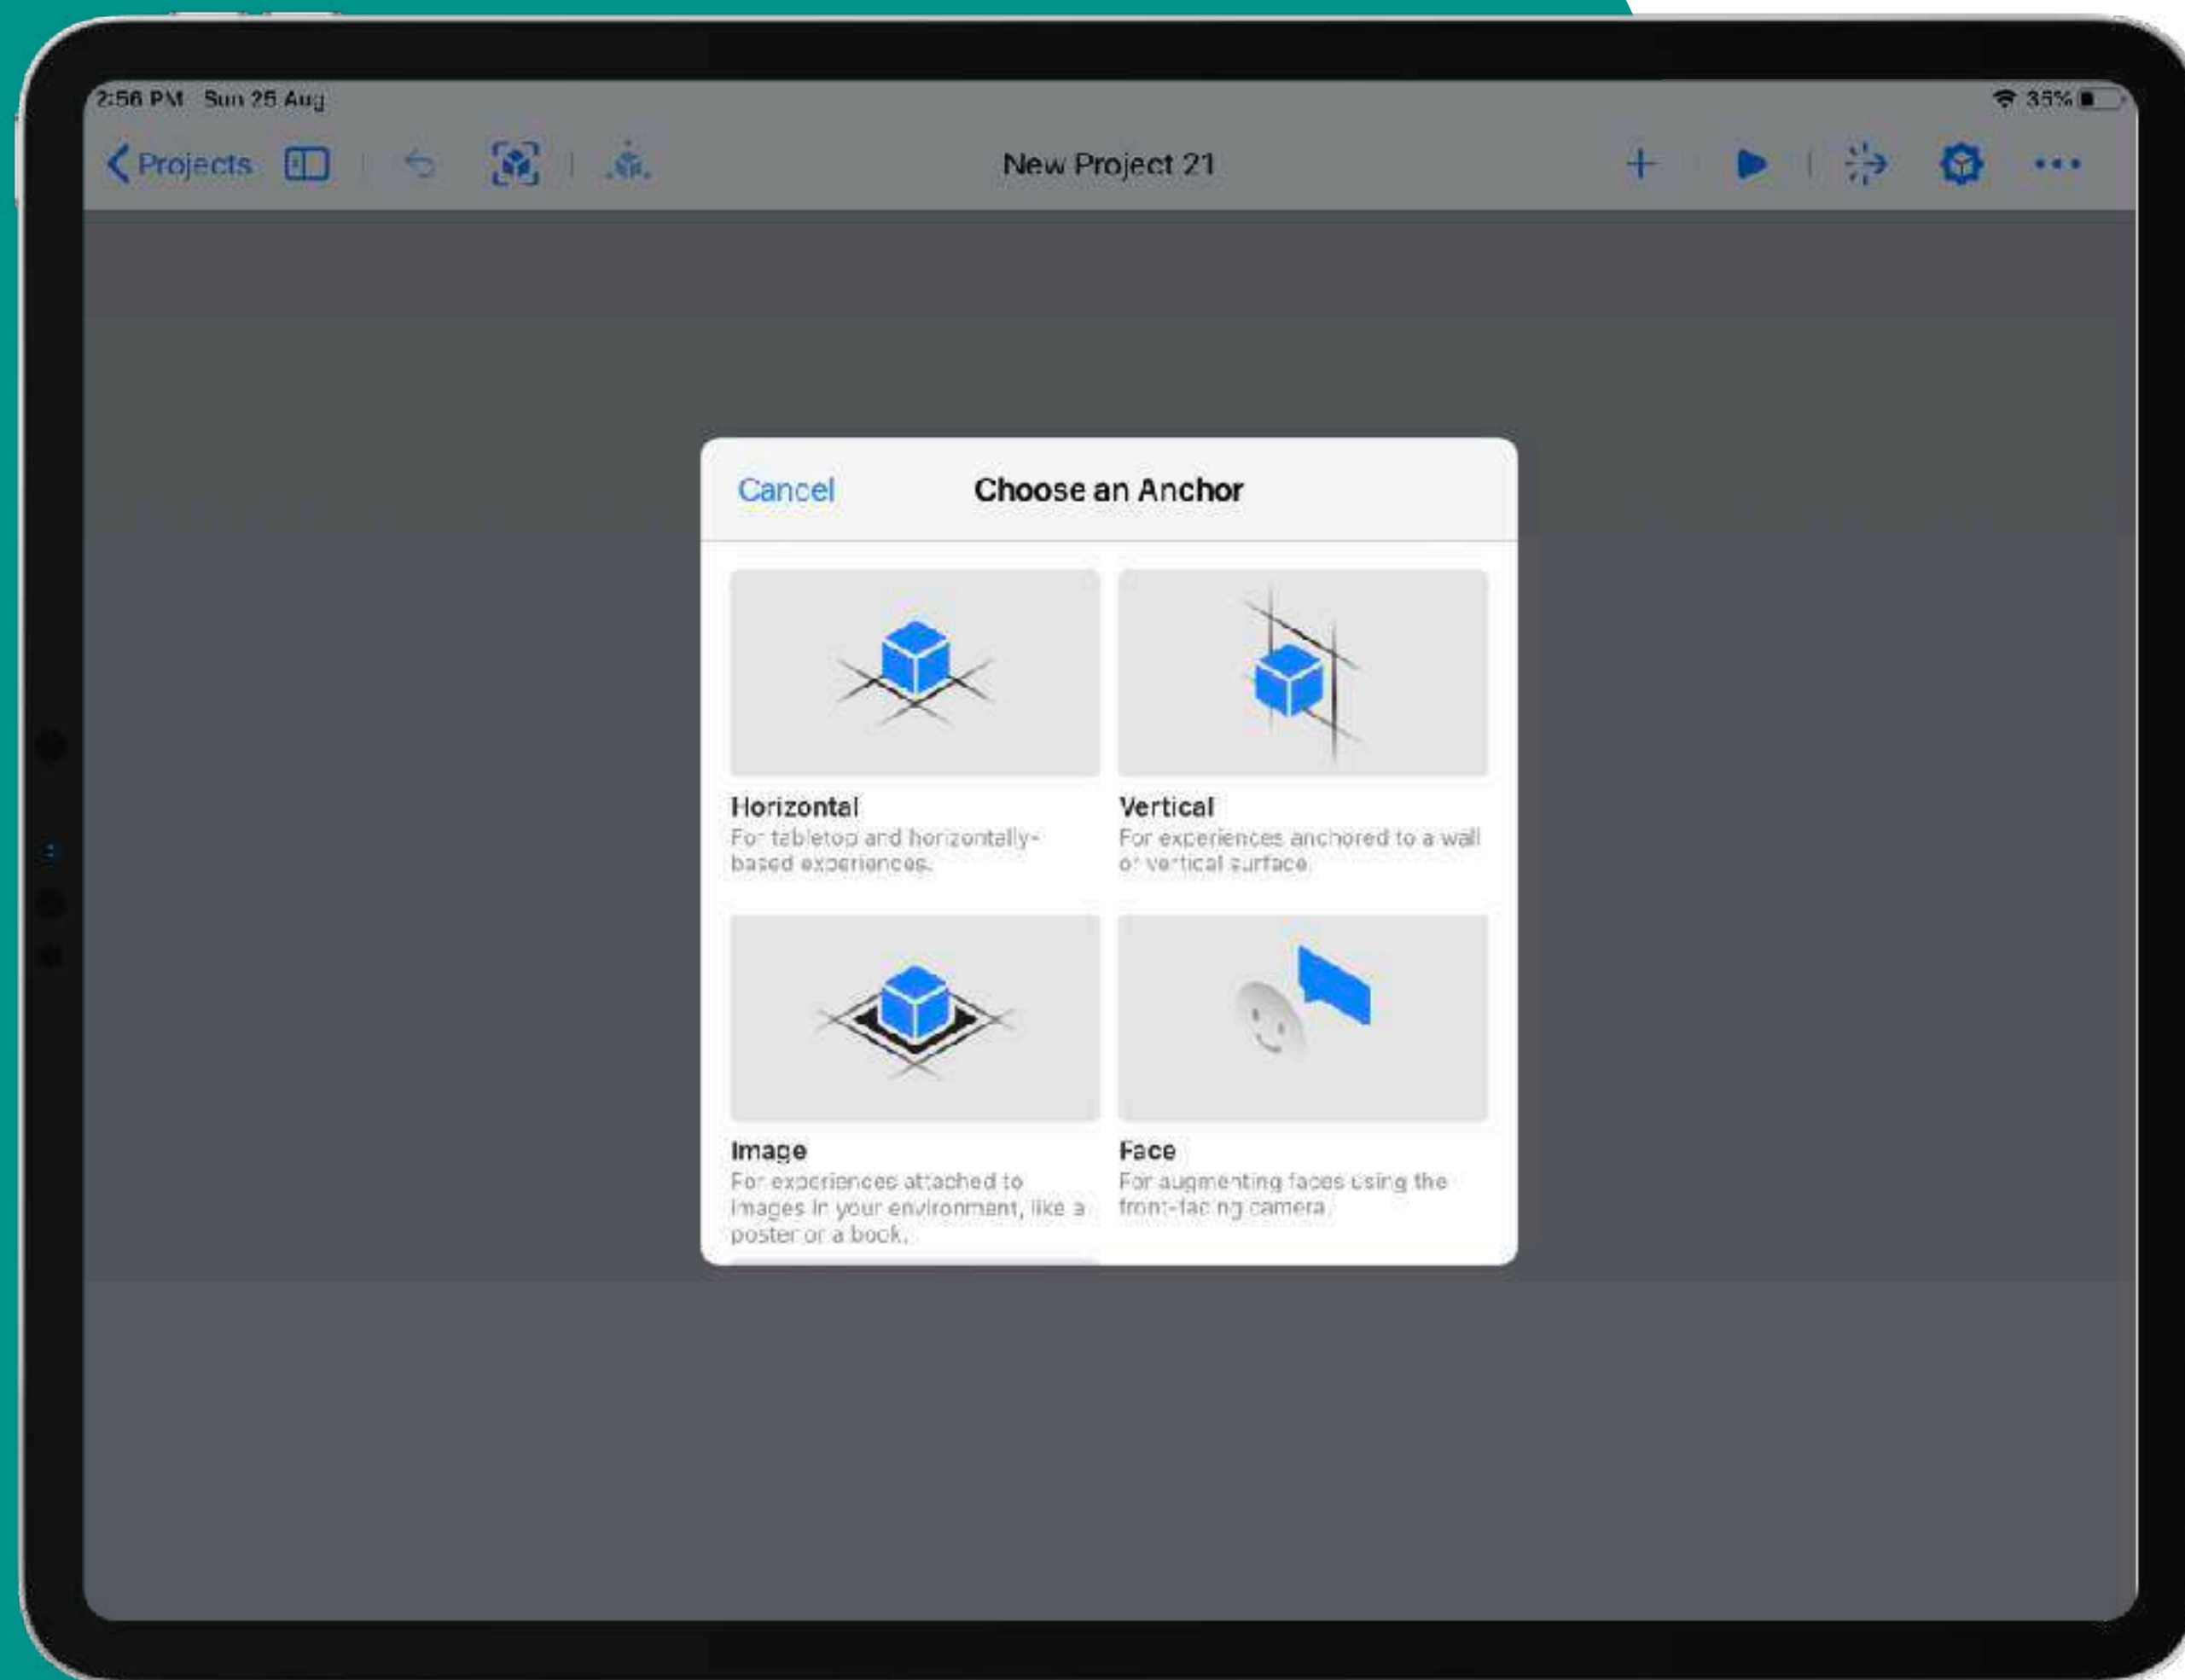 2:56 PM Sun 25 Aug
35%
Projects
New Project 21
Cancel
Choose an Anchor
Horizontal
For tabletop and horizontally-
based experiences.
Vertical
For experiences anchored to a wall
or vertical surface.
Image
For experiences attached to
images in your environment, like a
poster or a book.
Face
For augmenting faces using the
front-facing camera.